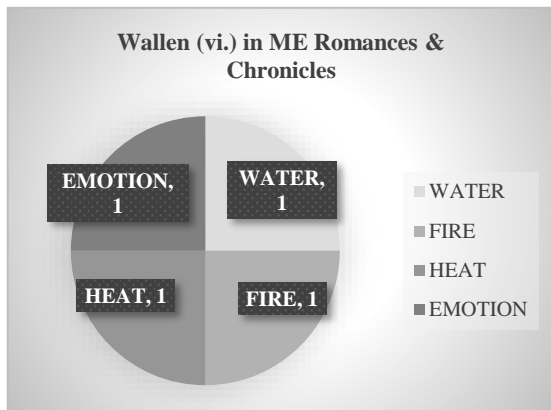 Wallen (vi.) in ME Romances &
Chronicles
EMOTION,
1
WATER,
1
HEAT, 1
FIRE, 1
WATER
FIRE
HEAT
EMOTION